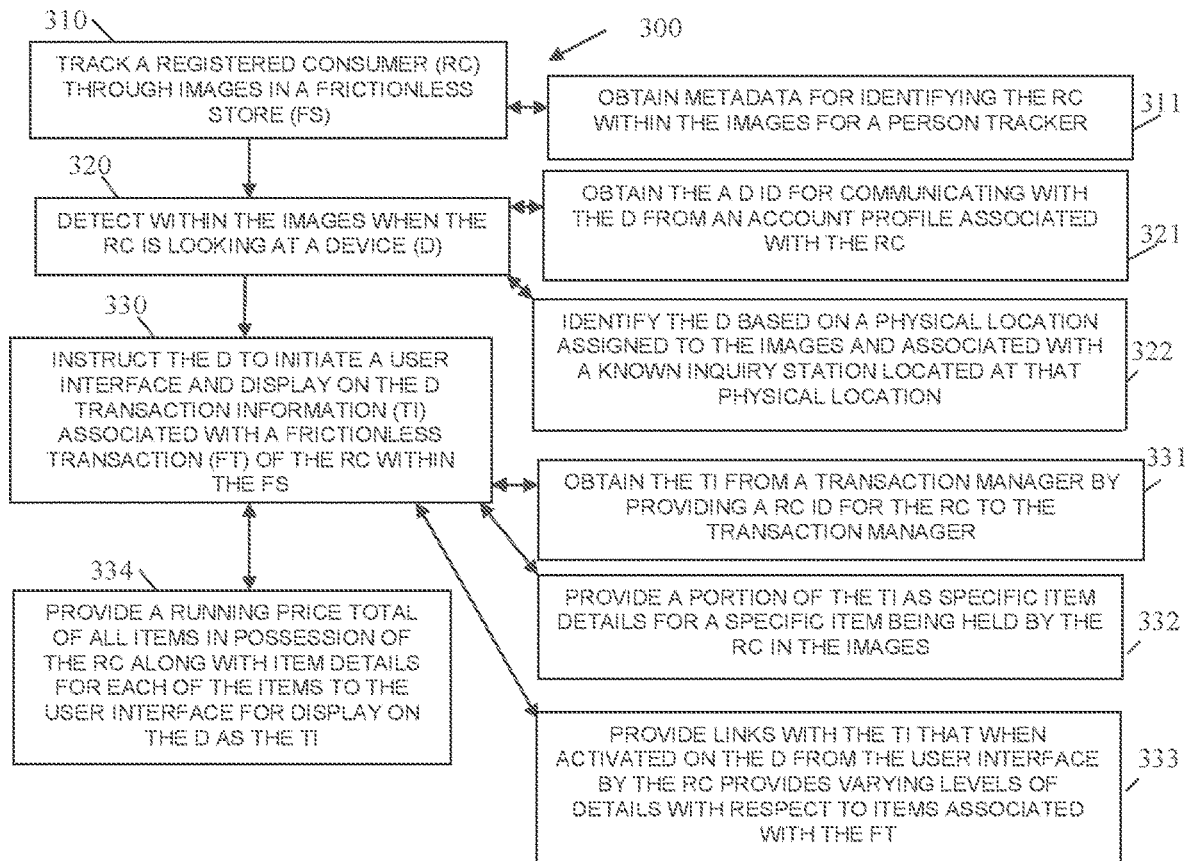 310
300
TRACK A REGISTERED CONSUMER (RC)
THROUGH IMAGES IN A FRICTIONLESS
STORE (FS)
OBTAIN METADATA FOR IDENTIFYING THE RC
WITHIN THE IMAGES FOR A PERSON TRACKER
311
320
DETECT WITHIN THE IMAGES WHEN THE
RC IS LOOKING AT A DEVICE (D)
OBTAIN THE A D ID FOR COMMUNICATING WITH
THE D FROM AN ACCOUNT PROFILE ASSOCIATED
WITH THE RC
321
IDENTIFY THE D BASED ON A PHYSICAL LOCATION
ASSIGNED TO THE IMAGES AND ASSOCIATED WITH
A KNOWN INQUIRY STATION LOCATED AT THAT
PHYSICAL LOCATION
322
330
INSTRUCT THE D TO INITIATE A USER
INTERFACE AND DISPLAY ON THE D
TRANSACTION INFORMATION (TI)
ASSOCIATED WITH A FRICTIONLESS
TRANSACTION (FT) OF THE RC WITHIN
THE FS
331
OBTAIN THE TI FROM A TRANSACTION MANAGER BY
PROVIDING A RC ID FOR THE RC TO THE
TRANSACTION MANAGER
PROVIDE A PORTION OF THE TI AS SPECIFIC ITEM
DETAILS FOR A SPECIFIC ITEM BEING HELD BY THE
RC IN THE IMAGES
332
334
PROVIDE A RUNNING PRICE TOTAL
OF ALL ITEMS IN POSSESSION OF
THE RC ALONG WITH ITEM DETAILS
FOR EACH OF THE ITEMS TO THE
USER INTERFACE FOR DISPLAY ON
THE D AS THE TI
PROVIDE LINKS WITH THE TI THAT WHEN
ACTIVATED ON THE D FROM THE USER INTERFACE
BY THE RC PROVIDES VARYING LEVELS OF
DETAILS WITH RESPECT TO ITEMS ASSOCIATED
WITH THE FT
333